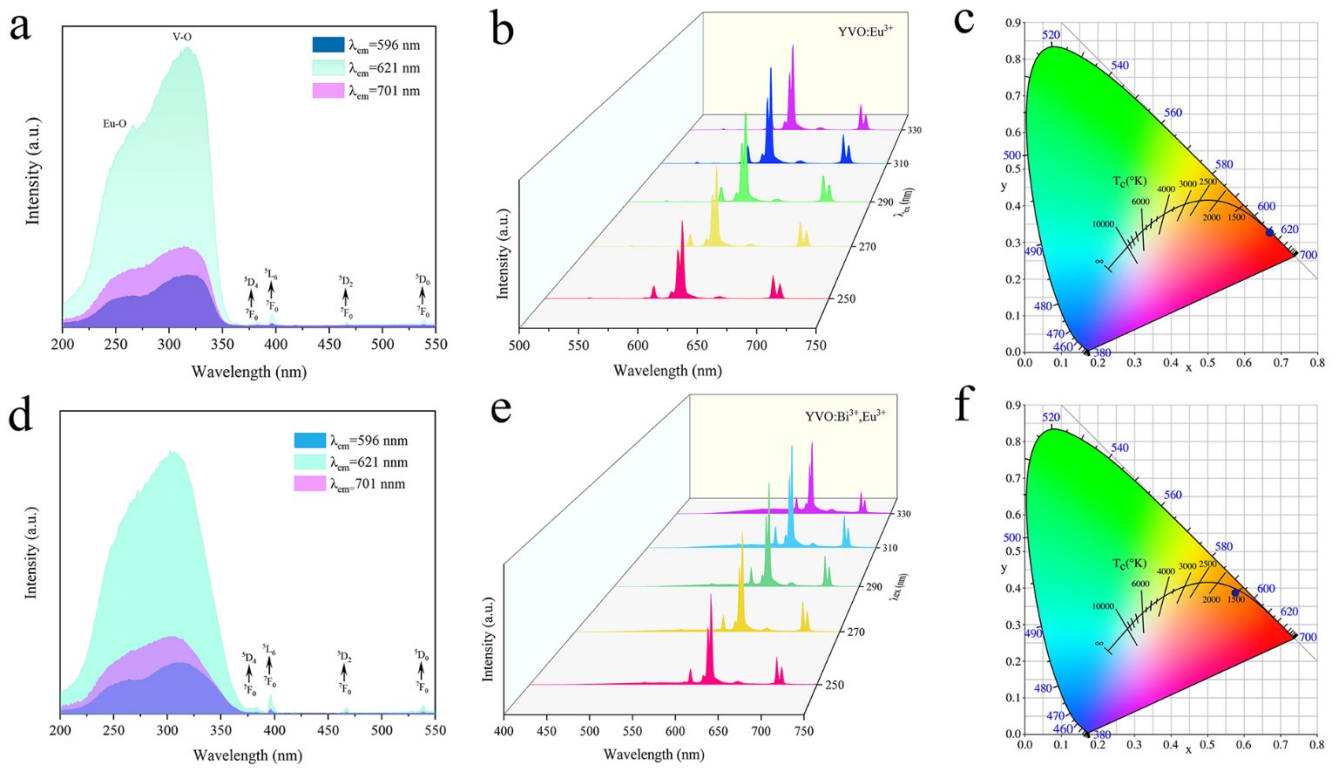 a
V-O
Eu-O
λem=596 nm
λem=621 nm
λem=701 nm
⁵D₄
⁷F₀
⁵L₆
⁷F₀
⁵D₂
⁷F₀
⁵D₀
⁷F₀
Intensity (a.u.)
200 250 300 350 400 450 500 550
Wavelength (nm)
b
YVO:Eu³⁺
Intensity (a.u.)
330
310
290
270
250
λex (nm)
500 550 600 650 700 750
Wavelength (nm)
c
0.9
0.8
0.7
0.6
0.5
y
0.4
0.3
0.2
0.1
0.0
520
540
560
500
580
600
620
700
490
480
470
460
380
Tc(°K)
10000
6000
4000
3000
2500
2000
1500
∞
0.0 0.1 0.2 0.3 0.4 0.5 0.6 0.7 0.8
x
d
λem=596 nnm
λem=621 nnm
λem=701 nnm
⁵D₄
⁷F₀
⁵L₆
⁷F₀
⁵D₂
⁷F₀
⁵D₀
⁷F₀
Intensity (a.u.)
200 250 300 350 400 450 500 550
Wavelength (nm)
e
YVO:Bi³⁺,Eu³⁺
Intensity (a.u.)
330
310
290
270
250
λex (nm)
400 450 500 550 600 650 700 750
Wavelength (nm)
f
0.9
0.8
0.7
0.6
0.5
y
0.4
0.3
0.2
0.1
0.0
520
540
560
500
580
600
620
700
490
480
470
460
380
Tc(°K)
10000
6000
4000
3000
2500
2000
1500
∞
0.0 0.1 0.2 0.3 0.4 0.5 0.6 0.7 0.8
x